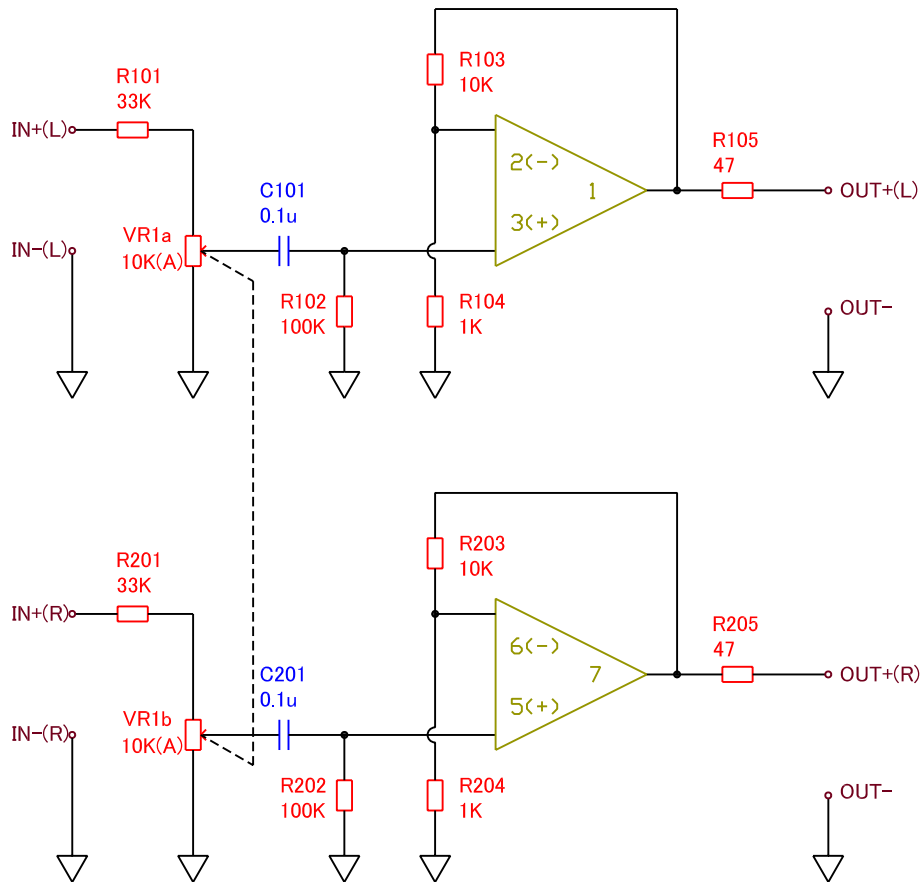 R101
33K
IN+(L)
IN-(L)
VR1a
10K(A)
C101
0.1u
R102
100K
R103
10K
R104
1K
2(-)
3(+)
1
R105
47
OUT+(L)
OUT-
R201
33K
IN+(R)
IN-(R)
VR1b
10K(A)
C201
0.1u
R202
100K
R203
10K
R204
1K
6(-)
5(+)
7
R205
47
OUT+(R)
OUT-